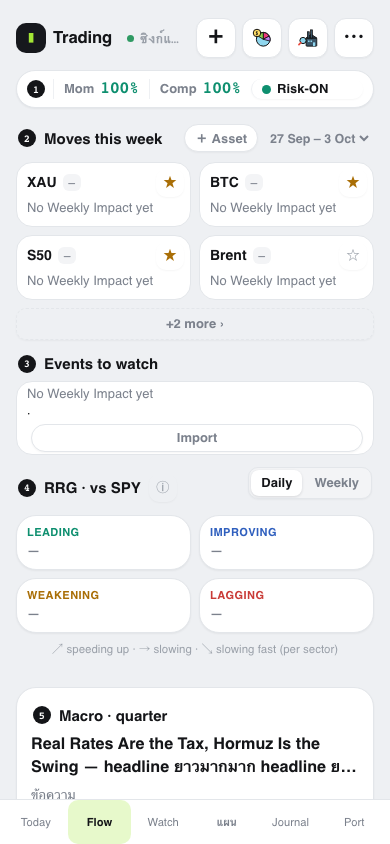 Trading
ซิงก์แ…
1 Mom 100% Comp 100% Risk-ON
2 Moves this week + Asset 27 Sep – 3 Oct
XAU – ★
No Weekly Impact yet
BTC – ★
No Weekly Impact yet
S50 – ★
No Weekly Impact yet
Brent – ☆
No Weekly Impact yet
+2 more ›
3 Events to watch
No Weekly Impact yet
·
Import
4 RRG · vs SPY ⓘ Daily Weekly
LEADING
—
IMPROVING
—
WEAKENING
—
LAGGING
—
↗ speeding up · → slowing · ↘ slowing fast (per sector)
5 Macro · quarter
Real Rates Are the Tax, Hormuz Is the
Swing — headline ยาวมากมาก headline ย…
ข้อความ
Today Flow Watch แผน Journal Port